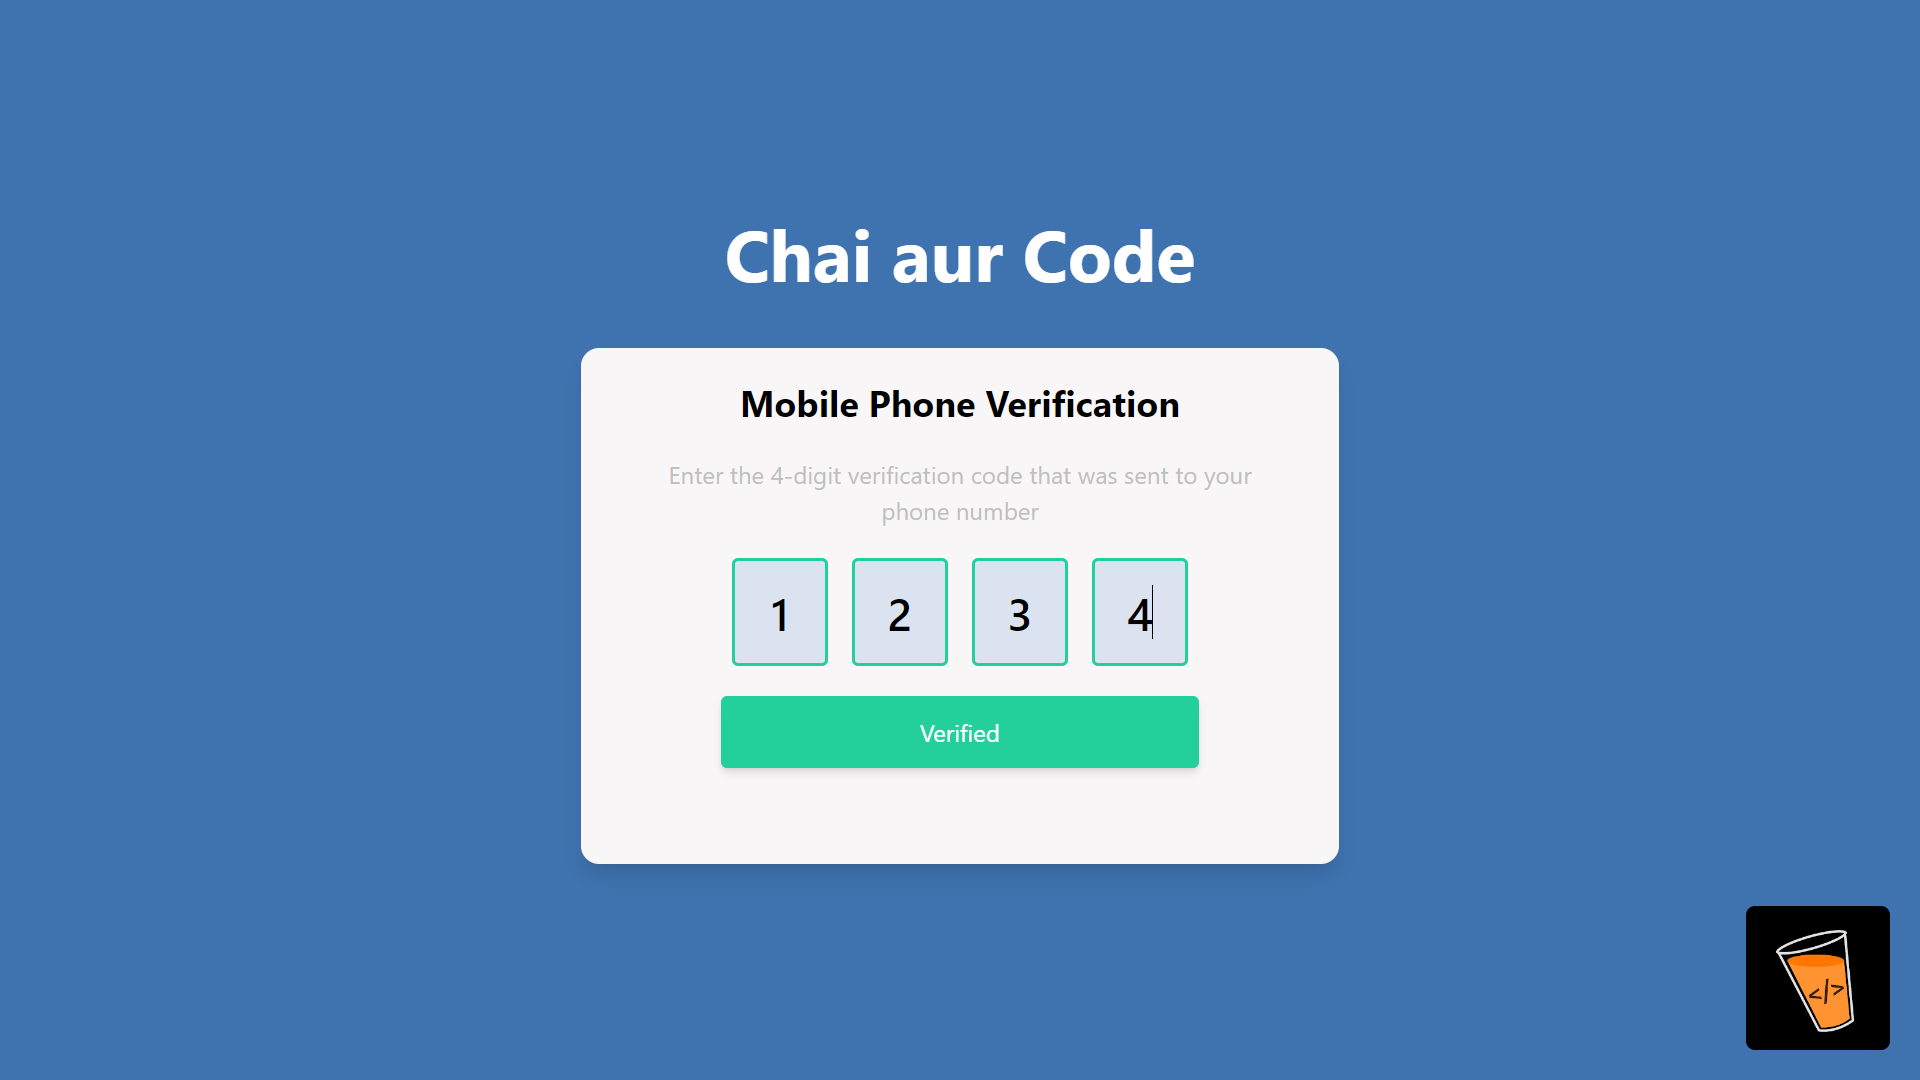 Chai aur Code
Mobile Phone Verification
Enter the 4-digit verification code that was sent to your
phone number
1 2 3 4
Verified
</>